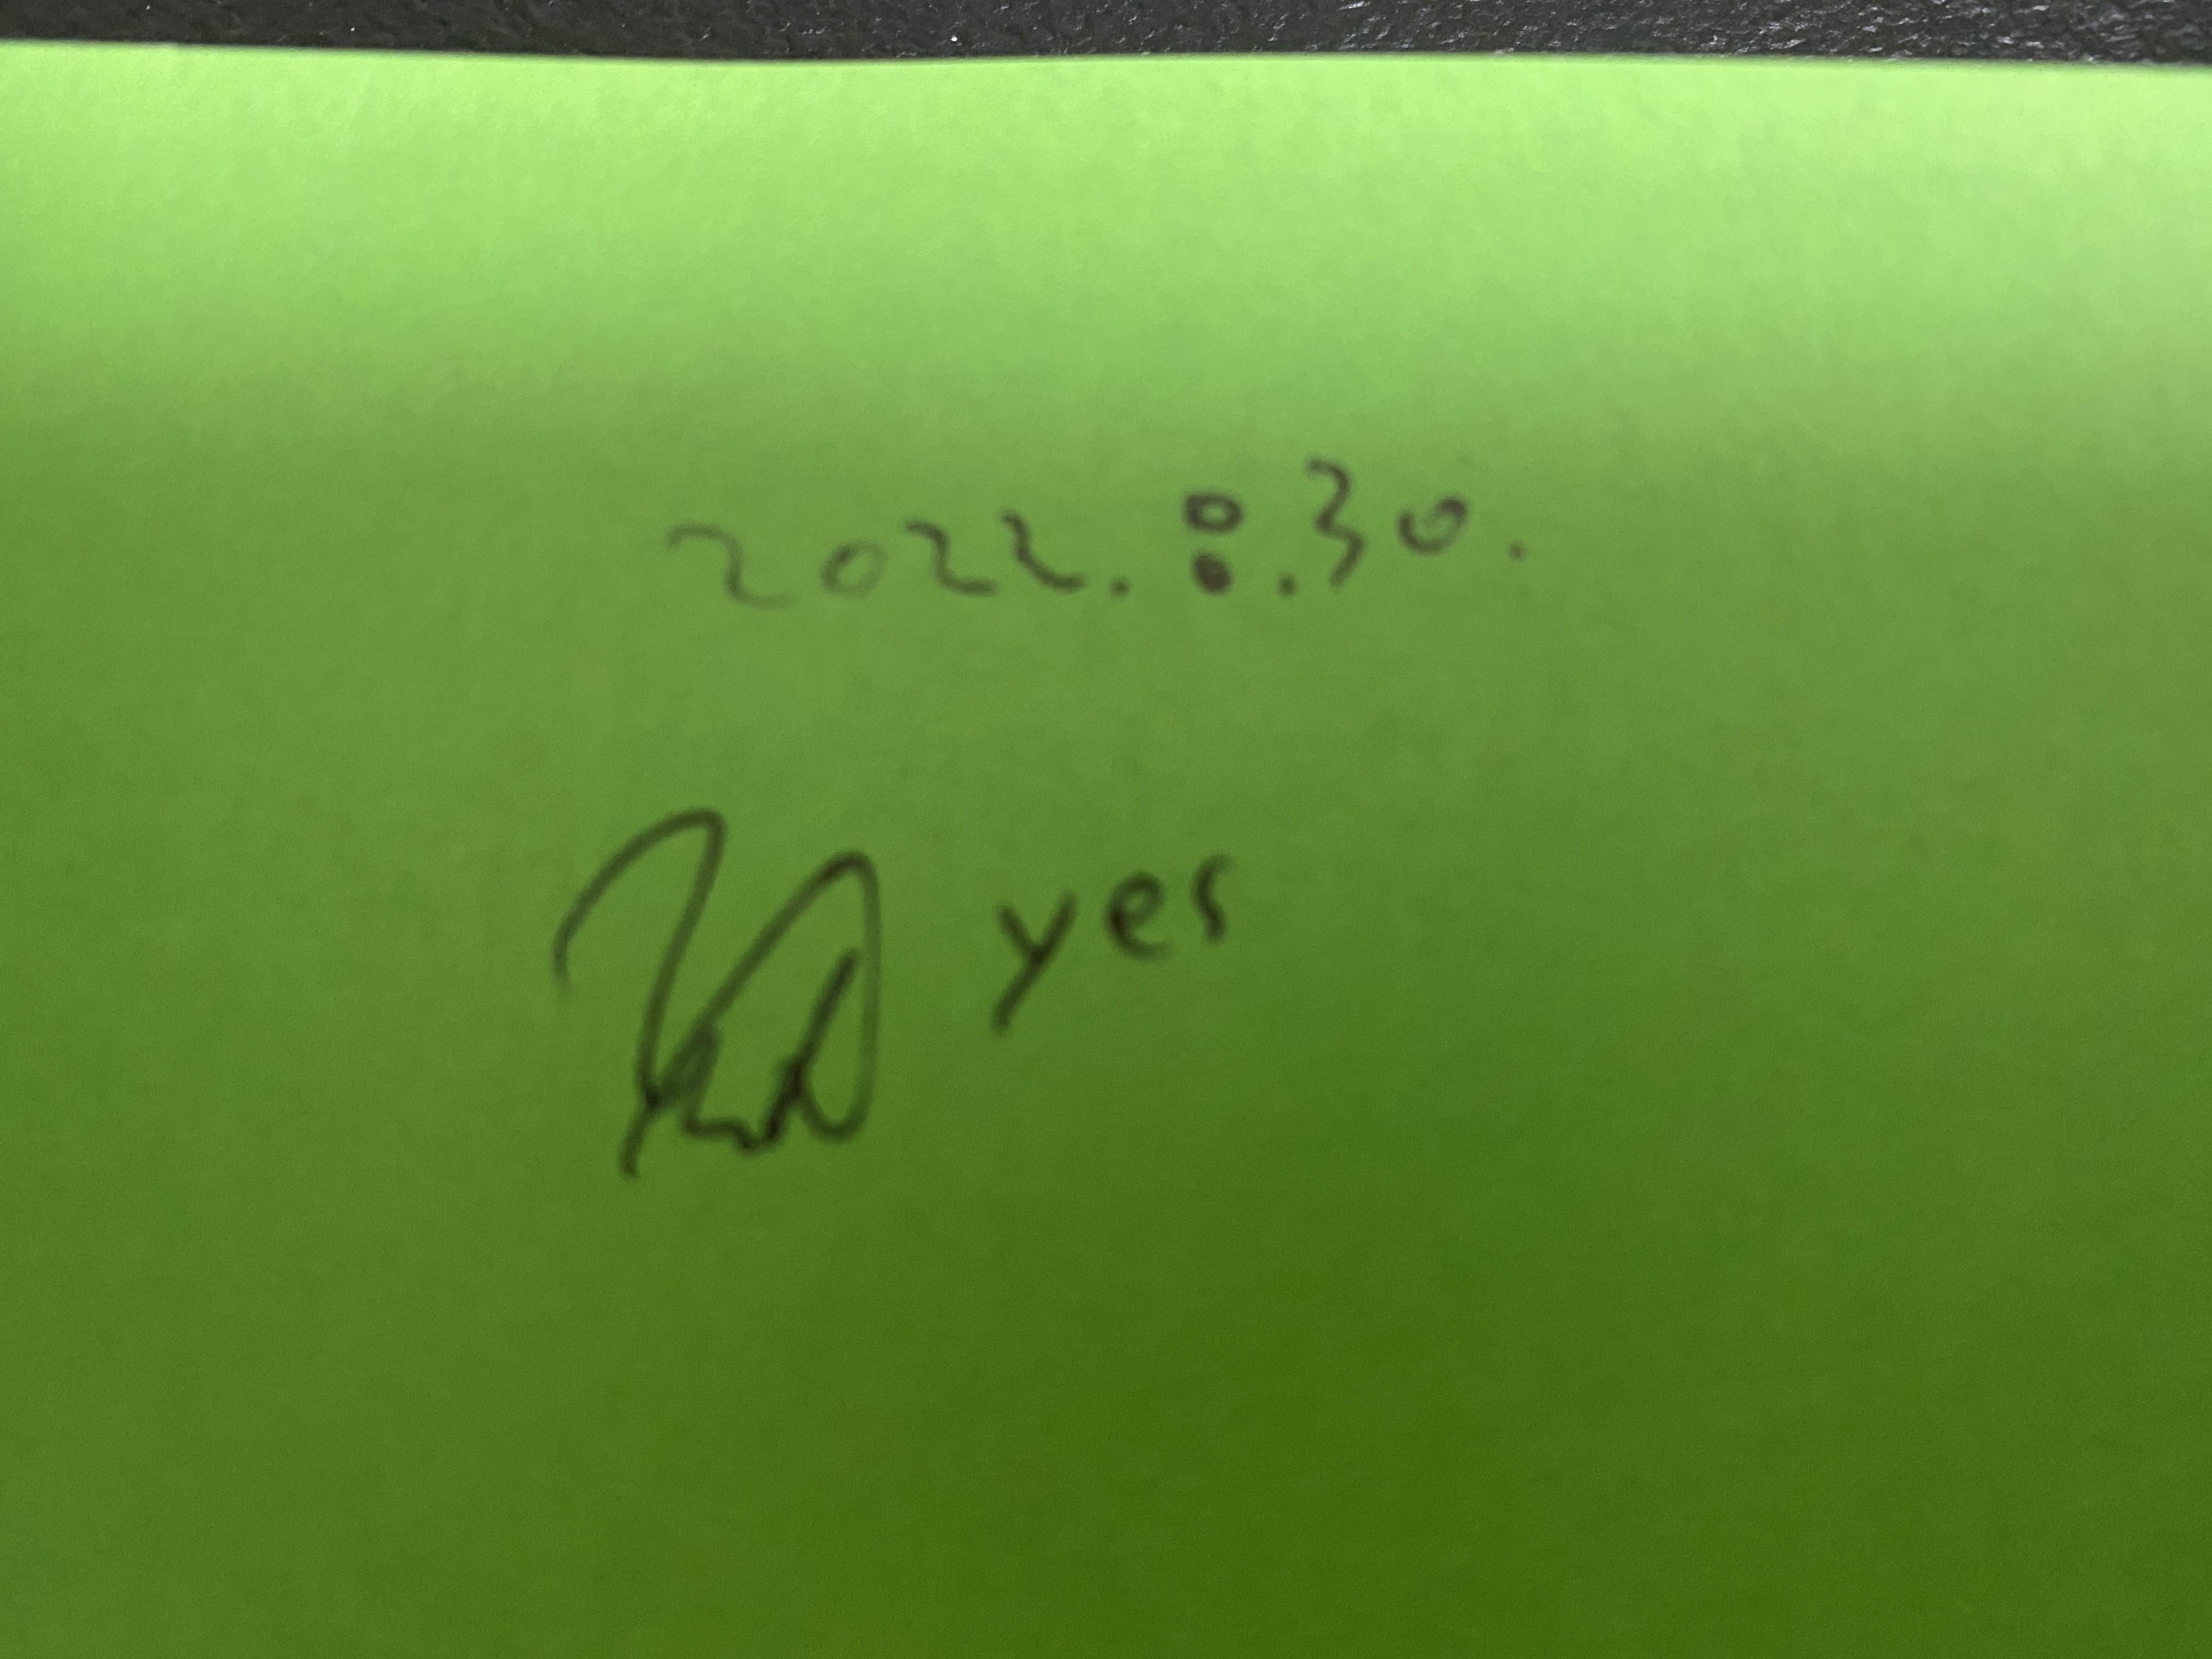 2022. 8.30.
yes